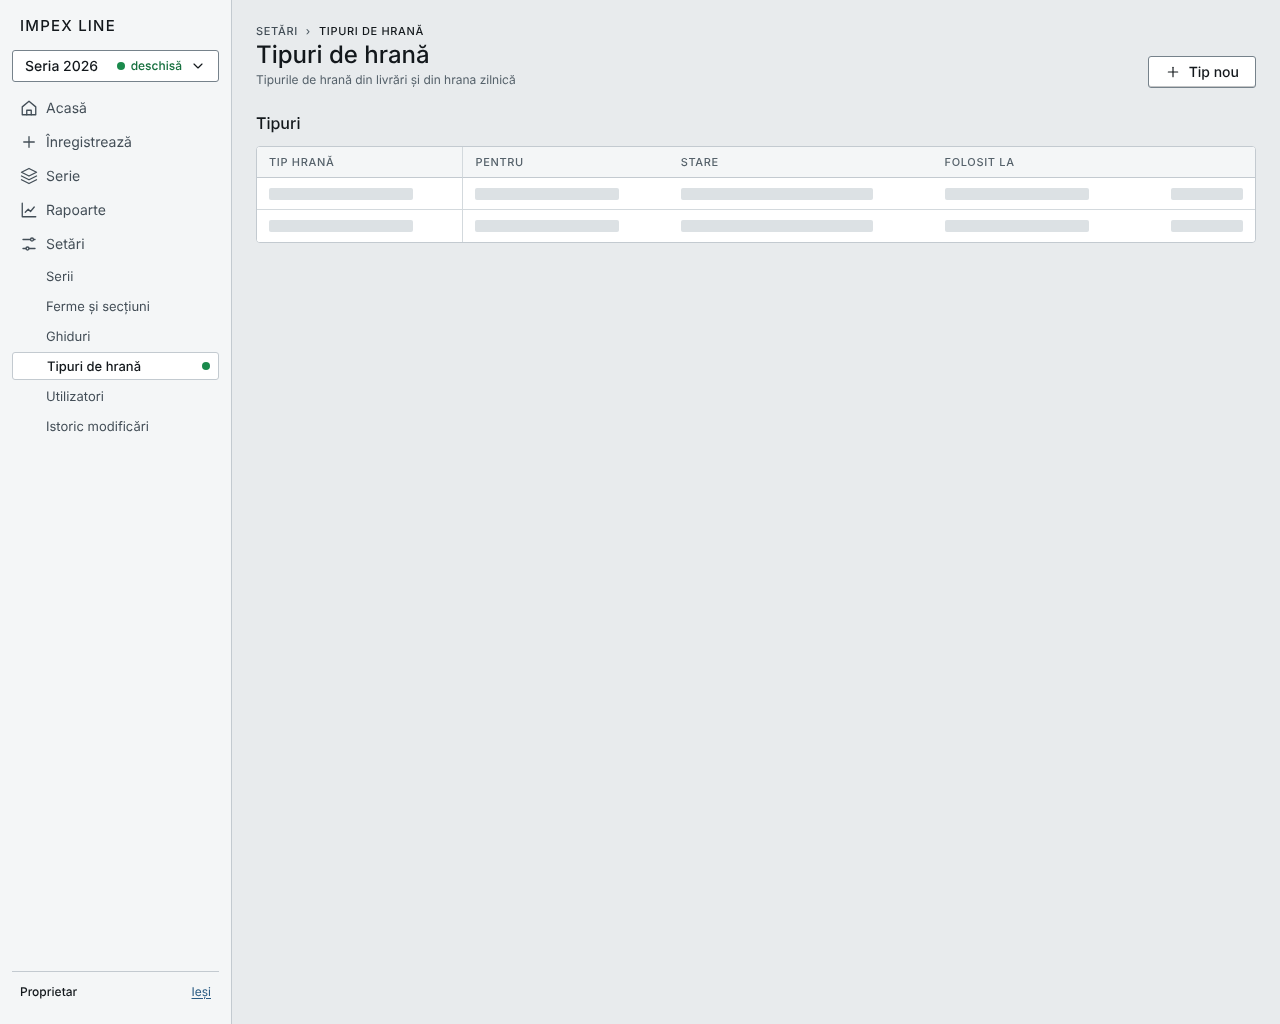 IMPEX LINE
Seria 2026 deschisă
Acasă
Înregistrează
Serie
Rapoarte
Setări
Serii
Ferme și secțiuni
Ghiduri
Tipuri de hrană
Utilizatori
Istoric modificări
Proprietar Ieși
SETĂRI › TIPURI DE HRANĂ
Tipuri de hrană
Tipurile de hrană din livrări și din hrana zilnică
Tip nou
Tipuri
TIP HRANĂ PENTRU STARE FOLOSIT LA